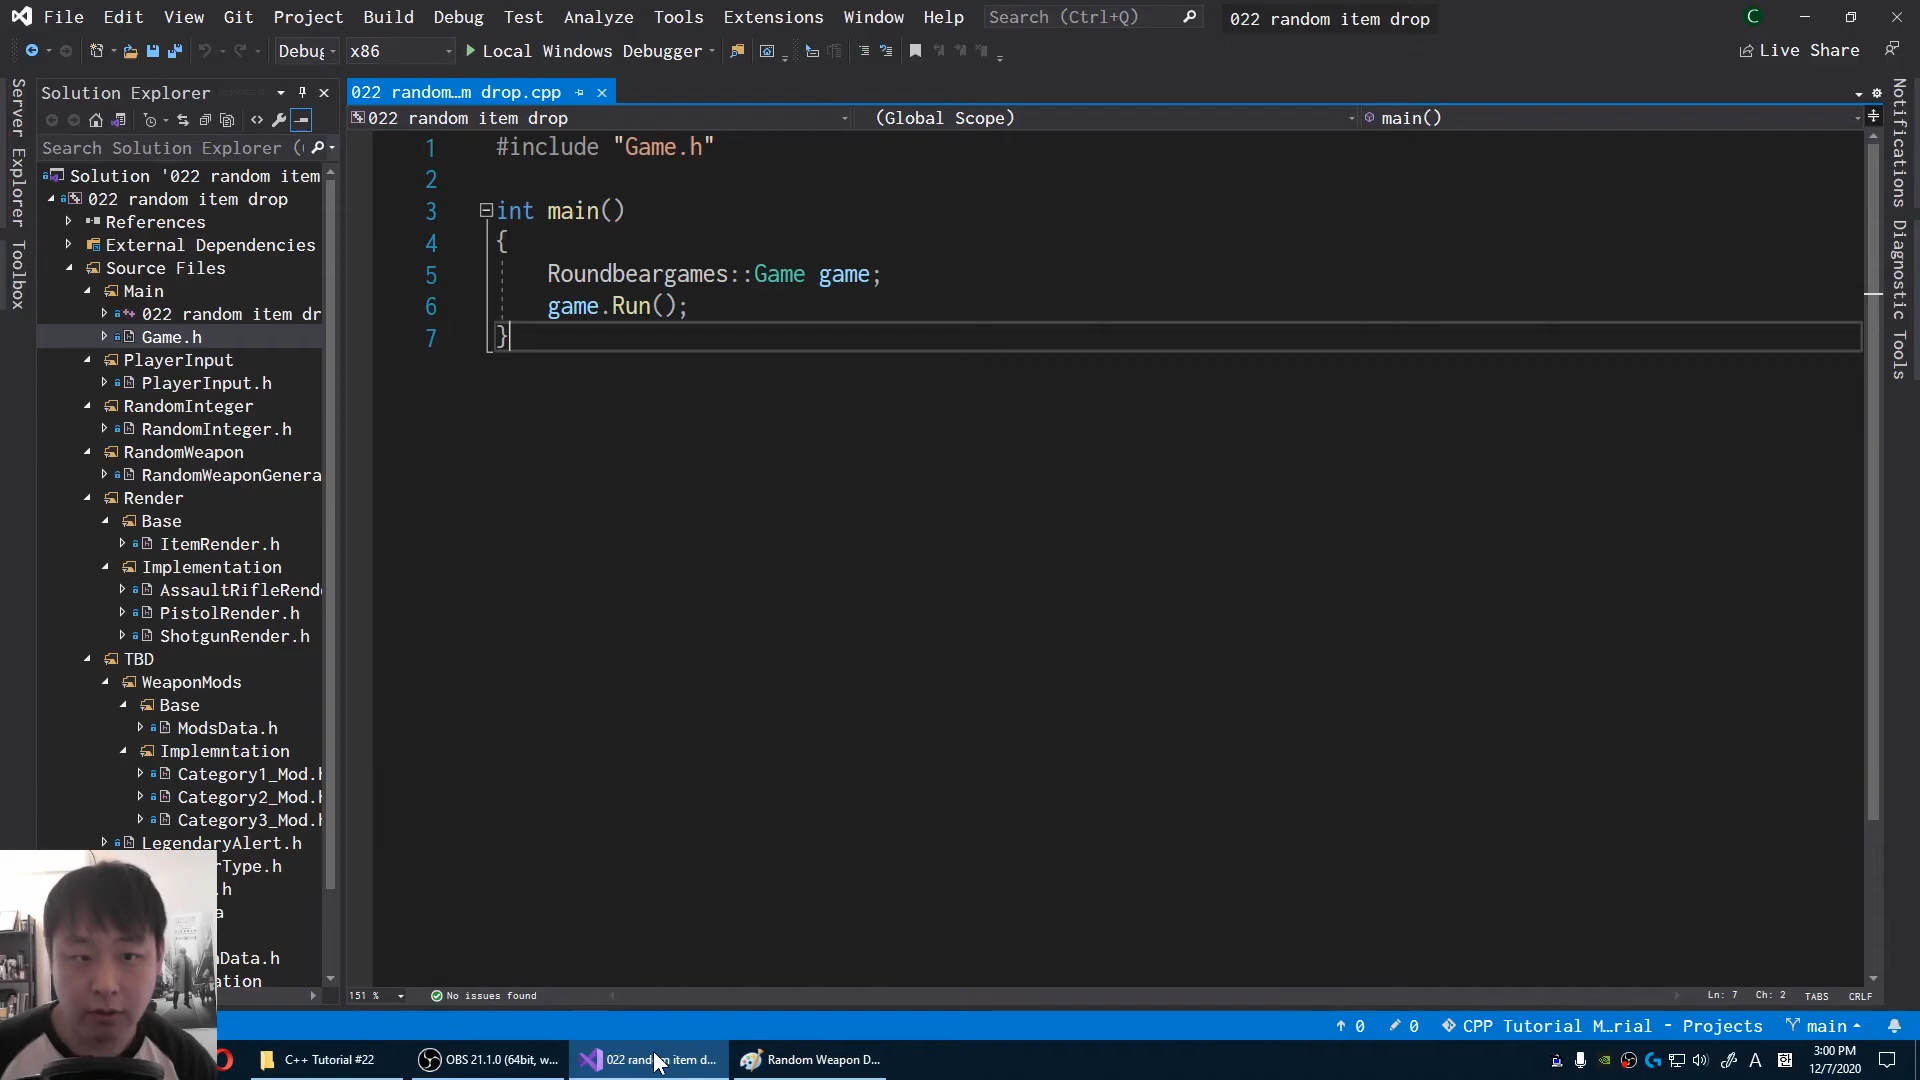 File Edit View Git Project Build Debug Test Analyze Tools Extensions Window Help Search (Ctrl+Q) 022 random item drop C
Debug x86 Local Windows Debugger Live Share
Server Explorer
Toolbox
Solution Explorer
Search Solution Explorer (
Solution '022 random item
022 random item drop
References
External Dependencies
Source Files
Main
022 random item dr
Game.h
PlayerInput
PlayerInput.h
RandomInteger
RandomInteger.h
RandomWeapon
RandomWeaponGenera
Render
Base
ItemRender.h
Implementation
AssaultRifleRend
PistolRender.h
ShotgunRender.h
TBD
WeaponMods
Base
ModsData.h
Implemntation
Category1_Mod.h
Category2_Mod.h
Category3_Mod.h
LegendaryAlert.h
rType.h
.h
a
Data.h
ation
022 random…m drop.cpp
022 random item drop (Global Scope) main()
1 #include "Game.h"
2
3 int main()
4 {
5 Roundbeargames::Game game;
6 game.Run();
7 }
151 % No issues found Ln: 7 Ch: 2 TABS CRLF
Notifications
Diagnostic Tools
0 0 CPP Tutorial M…rial - Projects main
C++ Tutorial #22 OBS 21.1.0 (64bit, w... 022 random item d... Random Weapon D...
A 3:00 PM
12/7/2020